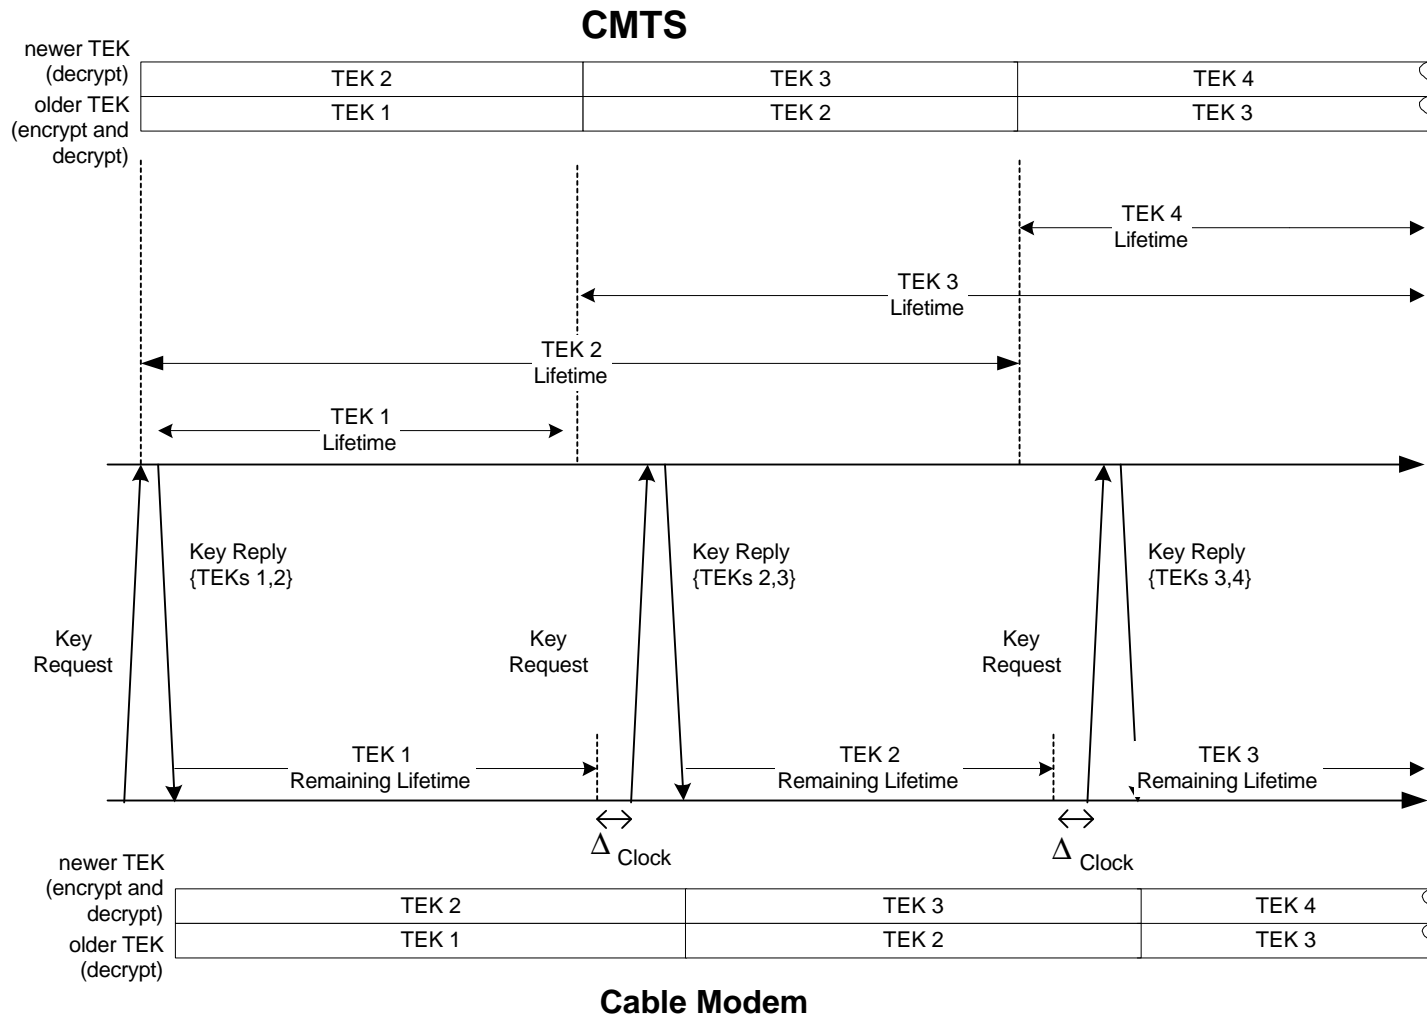 CMTS
newer TEK
(decrypt)
TEK 2
TEK 3
TEK 4
older TEK
(encrypt and
decrypt)
TEK 1
TEK 2
TEK 3
TEK 4
Lifetime
TEK 3
Lifetime
TEK 2
Lifetime
TEK 1
Lifetime
Key Reply
{TEKs 1,2}
Key Reply
{TEKs 2,3}
Key Reply
{TEKs 3,4}
Key
Request
Key
Request
Key
Request
TEK 1
Remaining Lifetime
TEK 2
Remaining Lifetime
TEK 3
Remaining Lifetime
Δ Clock
Δ Clock
newer TEK
(encrypt and
decrypt)
TEK 2
TEK 3
TEK 4
older TEK
(decrypt)
TEK 1
TEK 2
TEK 3
Cable Modem